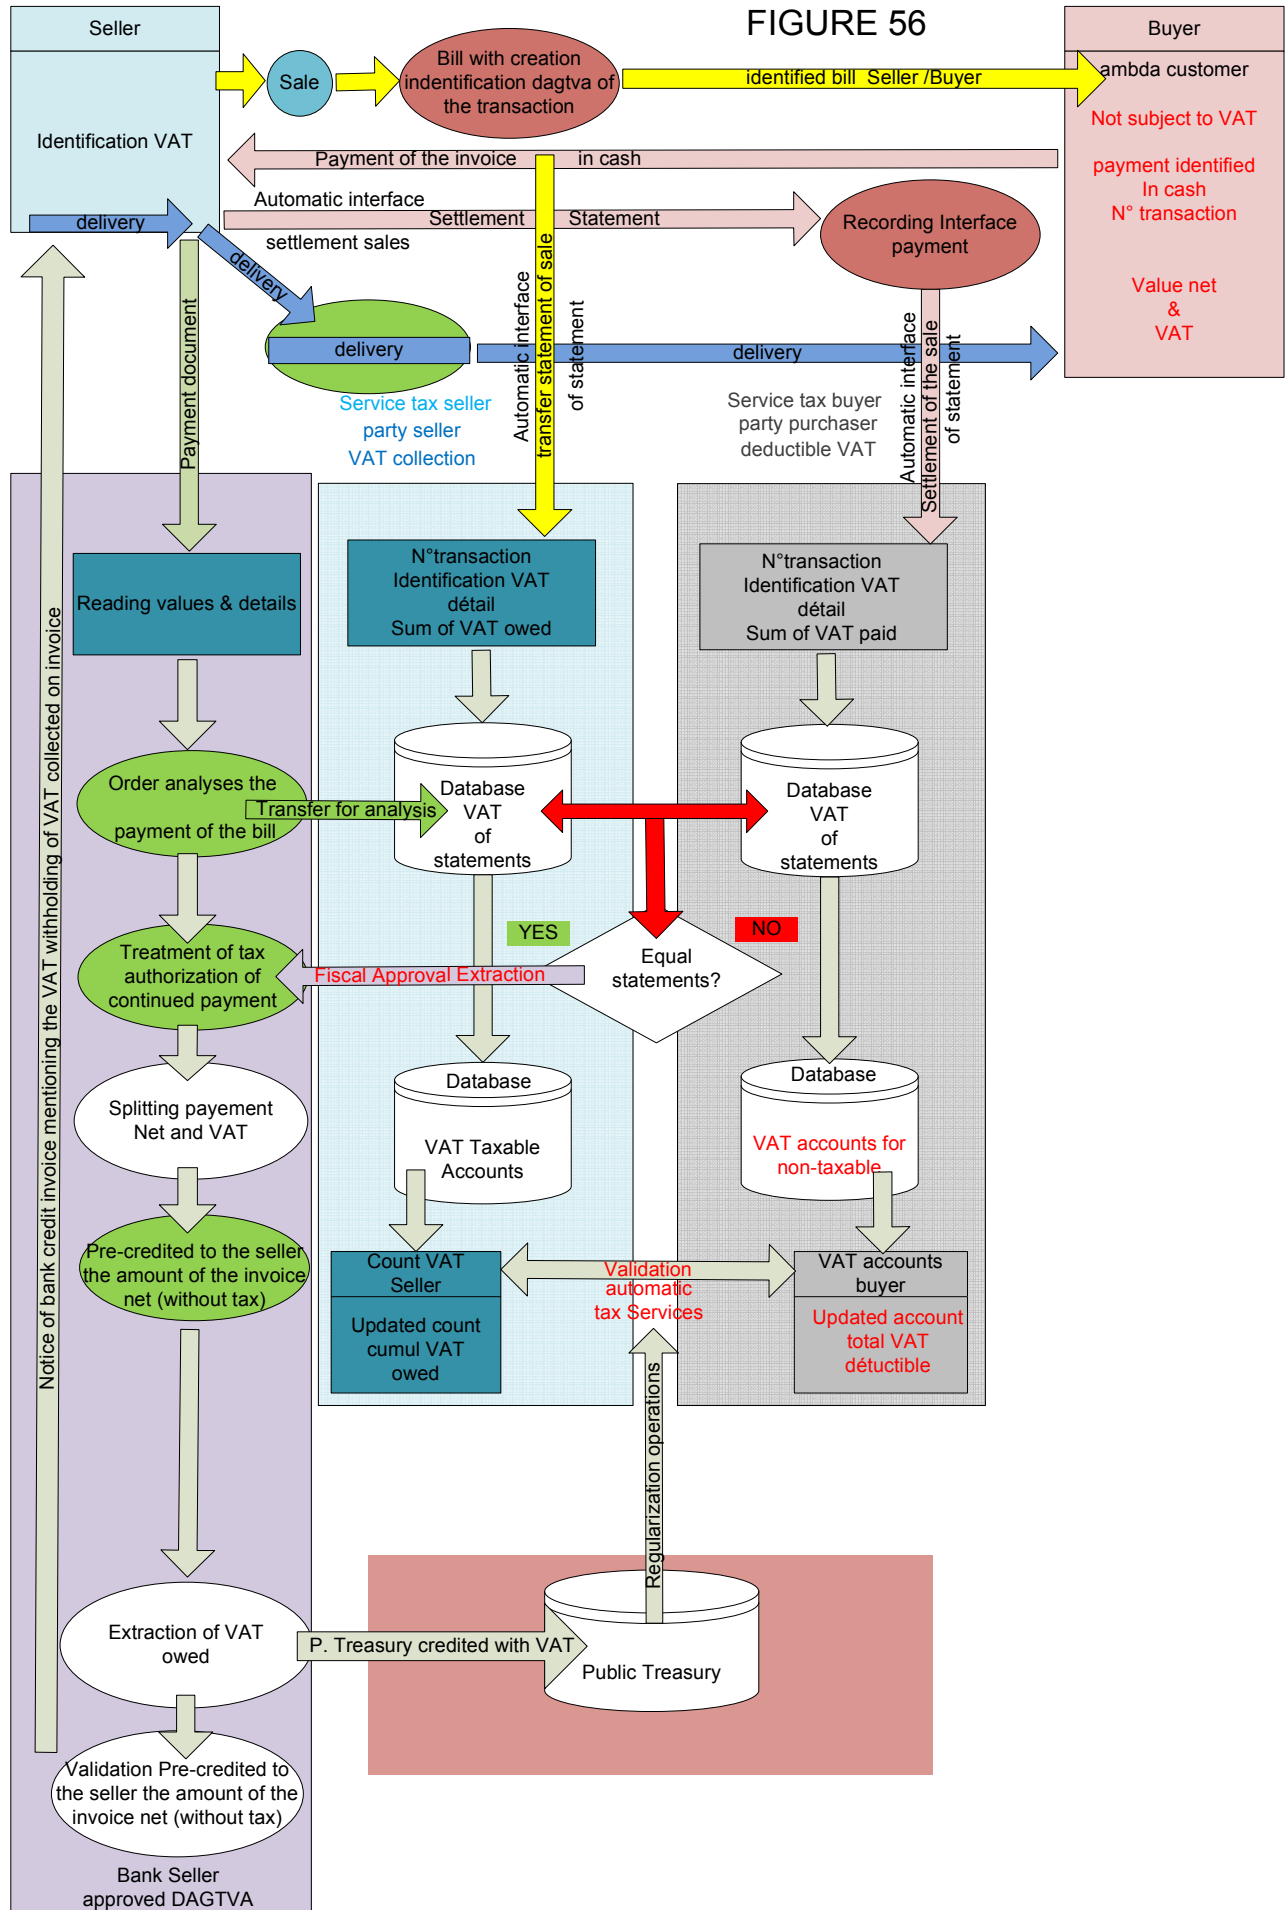 FIGURE 56
Seller
Identification VAT
Sale
Bill with creation
indentification dagtva of
the transaction
identified bill  Seller /Buyer
Buyer
ambda customer
Not subject to VAT
payment identified
In cash
N° transaction
Value net
&
VAT
Payment of the invoice in cash
Automatic interface
Settlement Statement
settlement sales
Recording Interface
payment
delivery
delivery
delivery
delivery
Payment document
Automatic interface
transfer statement of sale
of statement
Automatic interface
Settlement of the sale
of statement
Service tax seller
party seller
VAT collection
Service tax buyer
party purchaser
deductible VAT
Notice of bank credit invoice mentioning the VAT withholding of VAT collected on invoice
Reading values & details
N°transaction
Identification VAT
détail
Sum of VAT owed
N°transaction
Identification VAT
détail
Sum of VAT paid
Order analyses the
payment of the bill
Transfer for analysis
Database
VAT
of
statements
Database
VAT
of
statements
YES
NO
Equal
statements?
Treatment of tax
authorization of
continued payment
Fiscal Approval Extraction
Splitting payement
Net and VAT
Database
VAT Taxable
Accounts
Database
VAT accounts for
non-taxable
Pre-credited to the seller
the amount of the invoice
net (without tax)
Count VAT
Seller
Updated count
cumul VAT
owed
Validation
automatic
tax Services
VAT accounts
buyer
Updated account
total VAT
détuctible
Regularization operations
Extraction of VAT
owed
P. Treasury credited with VAT
Public Treasury
Validation Pre-credited to
the seller the amount of the
invoice net (without tax)
Bank Seller
approved DAGTVA